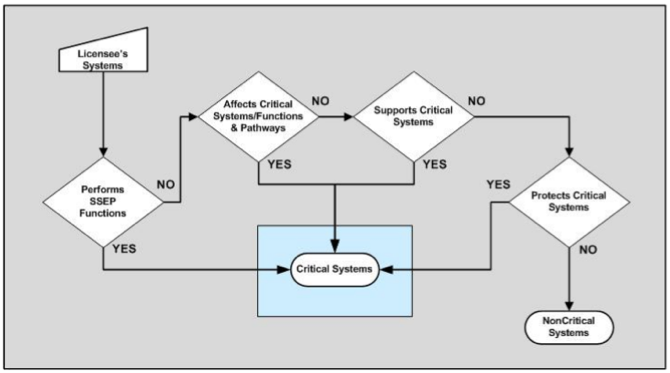 Licensee's
Systems
Affects Critical
Systems/Functions
& Pathways
NO
Supports Critical
Systems
NO
YES
YES
Performs
SSEP
Functions
NO
YES
YES
Protects Critical
Systems
NO
Critical Systems
NonCritical
Systems